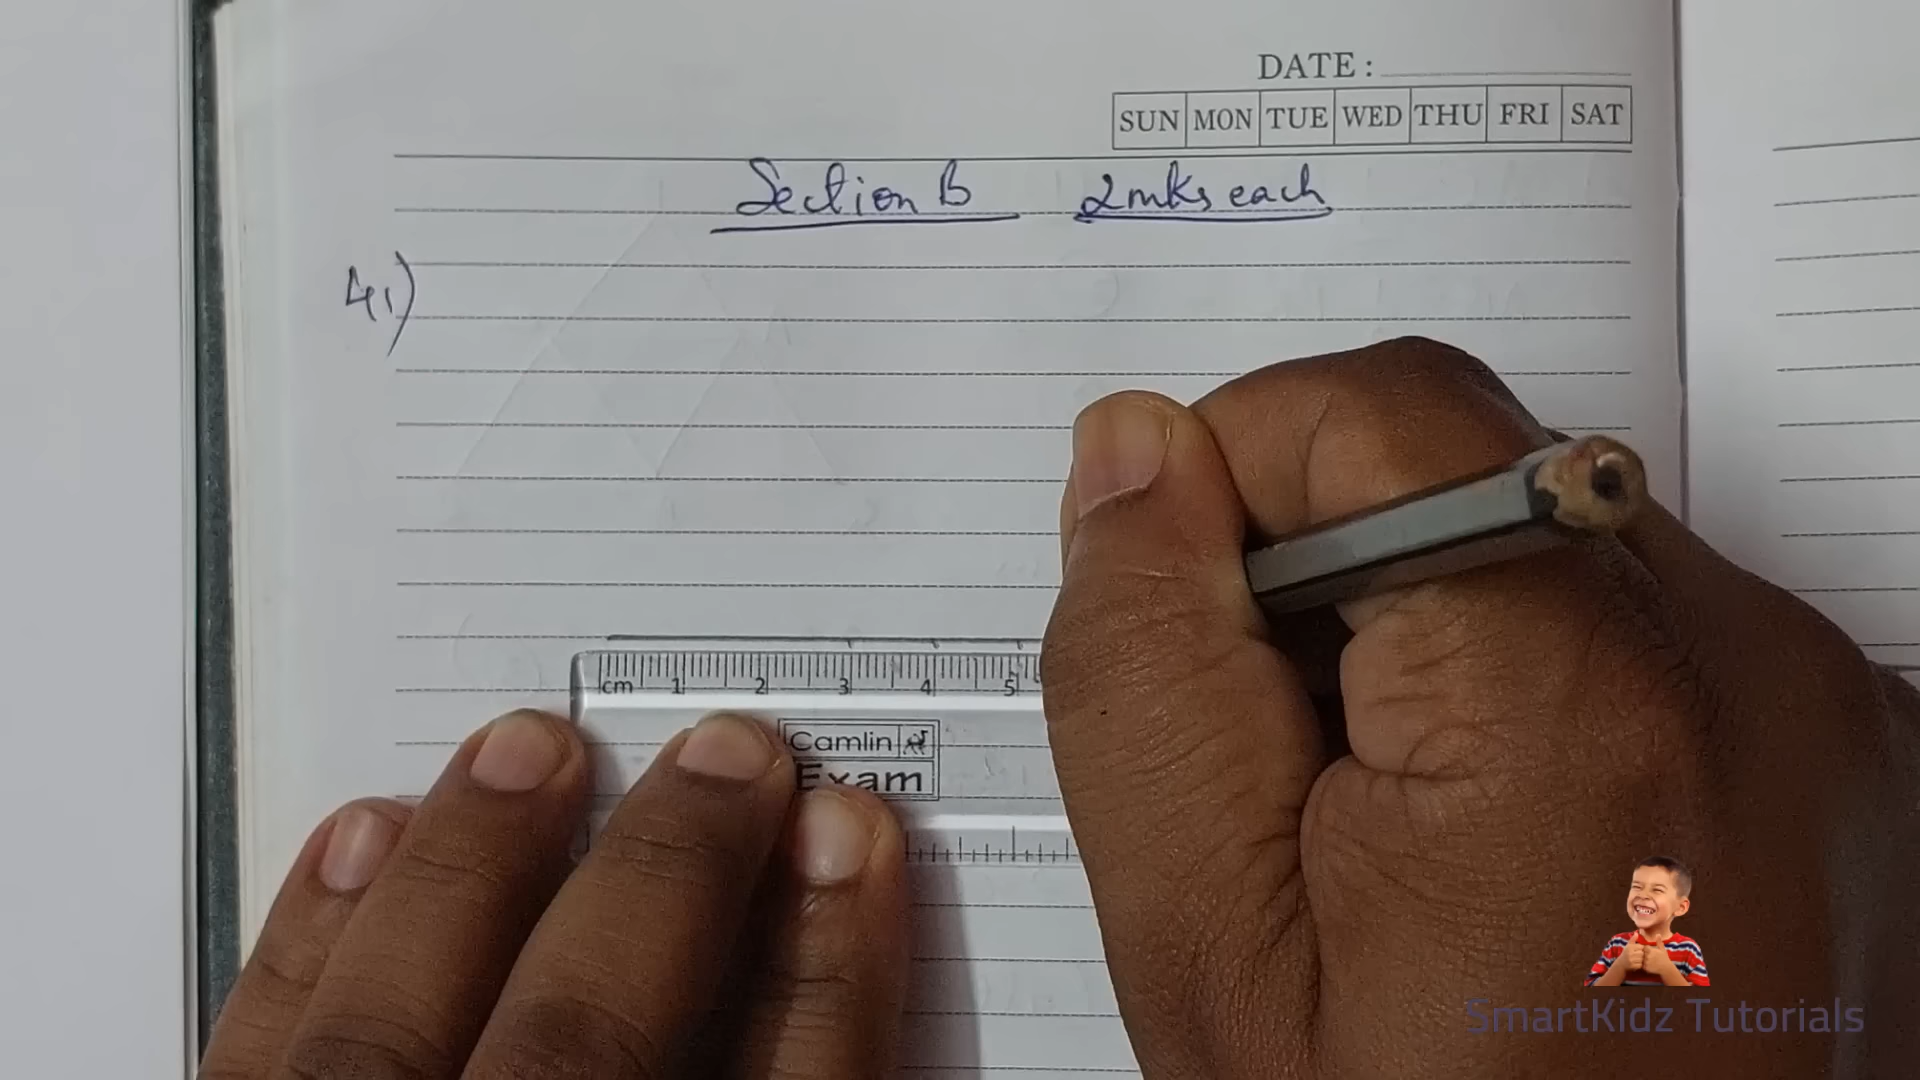 DATE :
SUN MON TUE WED THU FRI SAT
Section B 2mks each
41)
cm 1 2 3 4 5
Camlin
Exam
SmartKidz Tutorials